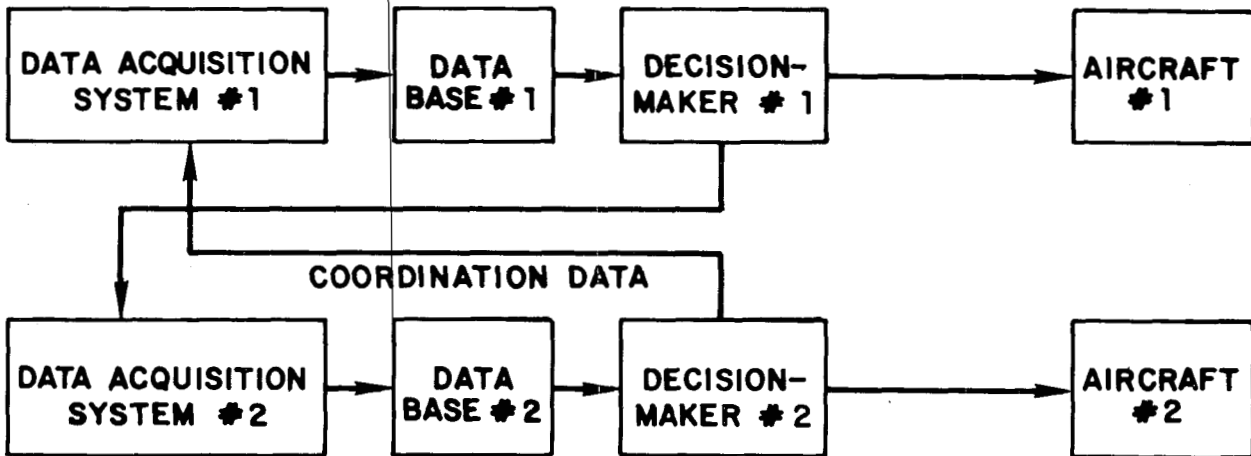 DATA ACQUISITION
SYSTEM #1
DATA
BASE #1
DECISION-
MAKER #1
AIRCRAFT
#1
COORDINATION DATA
DATA ACQUISITION
SYSTEM #2
DATA
BASE #2
DECISION-
MAKER #2
AIRCRAFT
#2